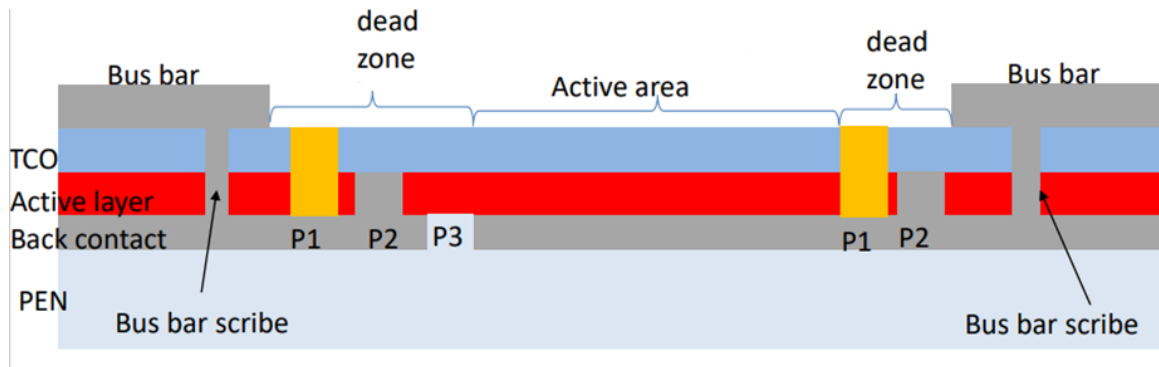 dead
zone
dead
zone
Bus bar
Active area
Bus bar
TCO
Active layer
Back contact
P1
P2
P3
P1
P2
PEN
Bus bar scribe
Bus bar scribe